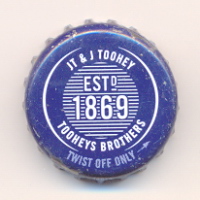 JT & J TOOHEY
ESTD
1869
TOOHEYS BROTHERS
TWIST OFF ONLY